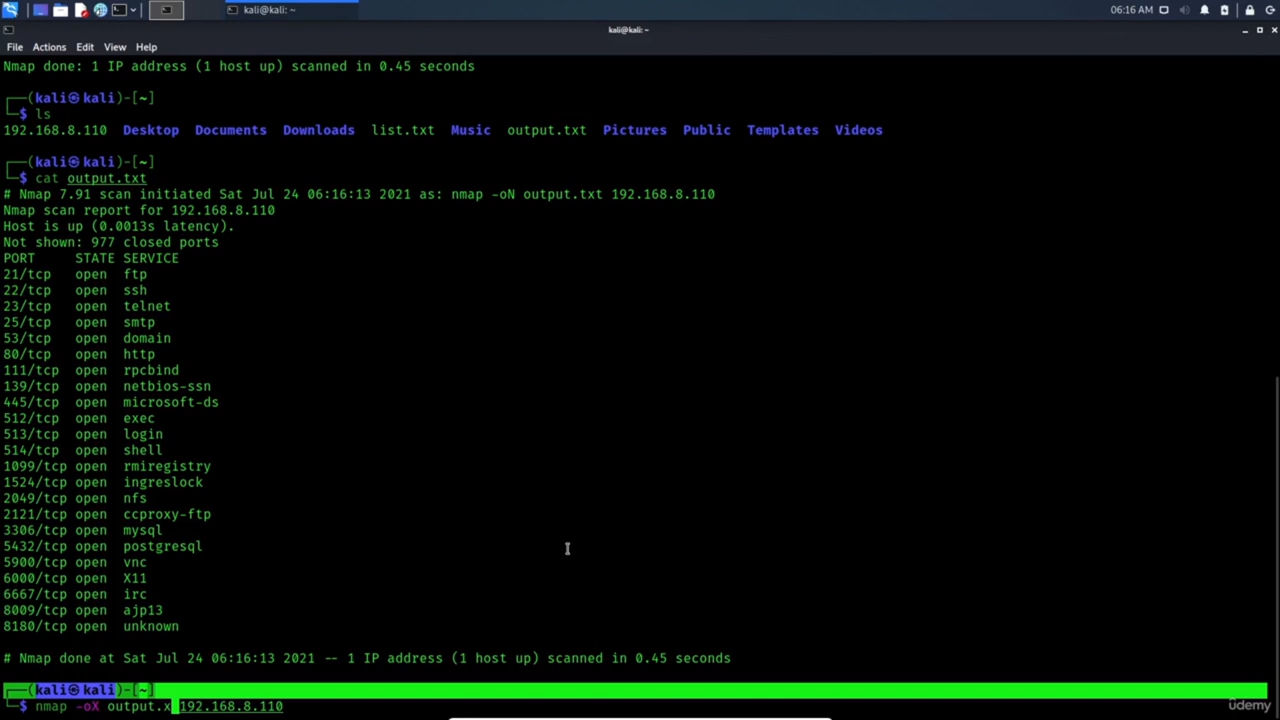 kali@kali: ~
06:16 AM
kali@kali: ~
File Actions Edit View Help
Nmap done: 1 IP address (1 host up) scanned in 0.45 seconds
┌──(kali㉿kali)-[~]
└─$ ls
192.168.8.110 Desktop Documents Downloads list.txt Music output.txt Pictures Public Templates Videos
┌──(kali㉿kali)-[~]
└─$ cat output.txt
# Nmap 7.91 scan initiated Sat Jul 24 06:16:13 2021 as: nmap -oN output.txt 192.168.8.110
Nmap scan report for 192.168.8.110
Host is up (0.0013s latency).
Not shown: 977 closed ports
PORT STATE SERVICE
21/tcp open ftp
22/tcp open ssh
23/tcp open telnet
25/tcp open smtp
53/tcp open domain
80/tcp open http
111/tcp open rpcbind
139/tcp open netbios-ssn
445/tcp open microsoft-ds
512/tcp open exec
513/tcp open login
514/tcp open shell
1099/tcp open rmiregistry
1524/tcp open ingreslock
2049/tcp open nfs
2121/tcp open ccproxy-ftp
3306/tcp open mysql
5432/tcp open postgresql
5900/tcp open vnc
6000/tcp open X11
6667/tcp open irc
8009/tcp open ajp13
8180/tcp open unknown
# Nmap done at Sat Jul 24 06:16:13 2021 -- 1 IP address (1 host up) scanned in 0.45 seconds
┌──(kali㉿kali)-[~]
└─$ nmap -oX output.x 192.168.8.110
ûdemy